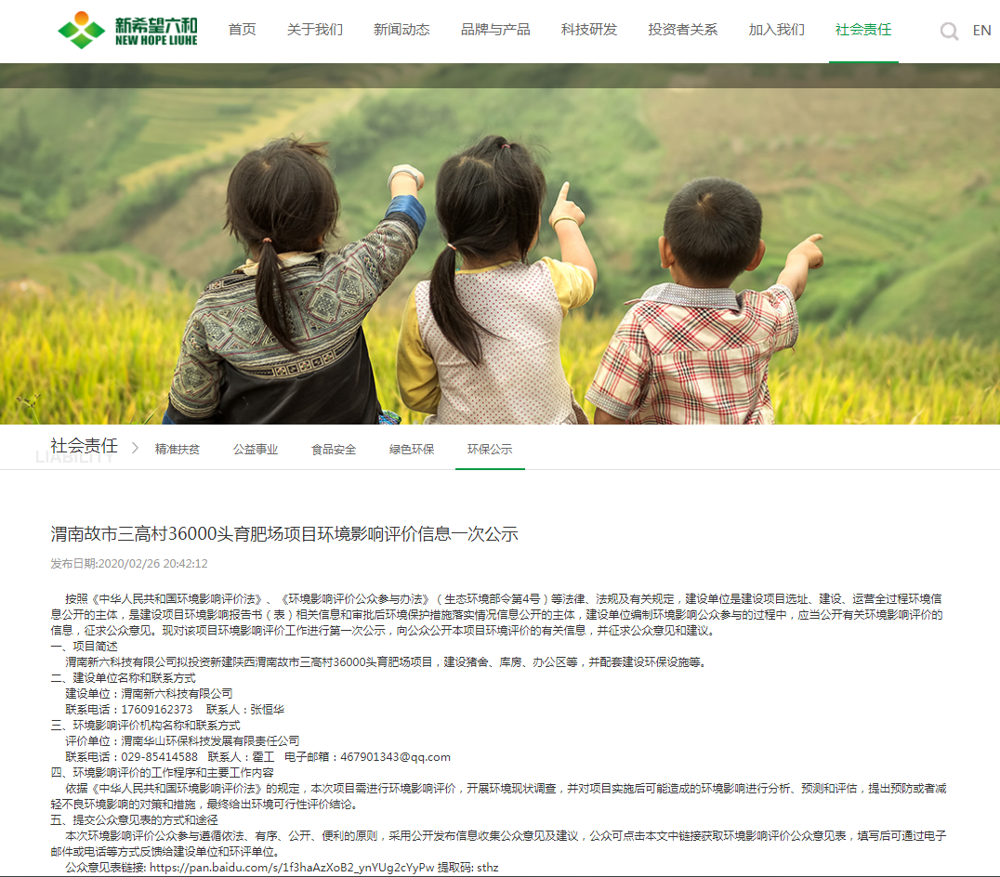 新希望六和
NEW HOPE LIUHE
首页 关于我们 新闻动态 品牌与产品 科技研发 投资者关系 加入我们 社会责任 EN
社会责任 精准扶贫 公益事业 食品安全 绿色环保 环保公示
LIABILITY
渭南故市三高村36000头育肥场项目环境影响评价信息一次公示
发布日期:2020/02/26 20:42:12
按照《中华人民共和国环境影响评价法》、《环境影响评价公众参与办法》（生态环境部令第4号）等法律、法规及有关规定，建设单位是建设项目选址、建设、运营全过程环境信
息公开的主体，是建设项目环境影响报告书（表）相关信息和审批后环境保护措施落实情况信息公开的主体，建设单位编制环境影响公众参与的过程中，应当公开有关环境影响评价的
信息，征求公众意见。现对该项目环境影响评价工作进行第一次公示，向公众公开本项目环境评价的有关信息，并征求公众意见和建议。
一、项目简述
渭南新六科技有限公司拟投资新建陕西渭南故市三高村36000头育肥场项目，建设猪舍、库房、办公区等，并配套建设环保设施等。
二、建设单位名称和联系方式
建设单位：渭南新六科技有限公司
联系电话：17609162373 联系人：张恒华
三、环境影响评价机构名称和联系方式
评价单位：渭南华山环保科技发展有限责任公司
联系电话：029-85414588 联系人：霍工 电子邮箱：467901343@qq.com
四、环境影响评价的工作程序和主要工作内容
依据《中华人民共和国环境影响评价法》的规定，本次项目需进行环境影响评价，开展环境现状调查，并对项目实施后可能造成的环境影响进行分析、预测和评估，提出预防或者减
轻不良环境影响的对策和措施，最终给出环境可行性评价结论。
五、提交公众意见表的方式和途径
本次环境影响评价公众参与遵循依法、有序、公开、便利的原则，采用公开发布信息收集公众意见及建议，公众可点击本文中链接获取环境影响评价公众意见表，填写后可通过电子
邮件或电话等方式反馈给建设单位和环评单位。
公众意见表链接: https://pan.baidu.com/s/1f3haAzXoB2_ynYUg2cYyPw 提取码: sthz